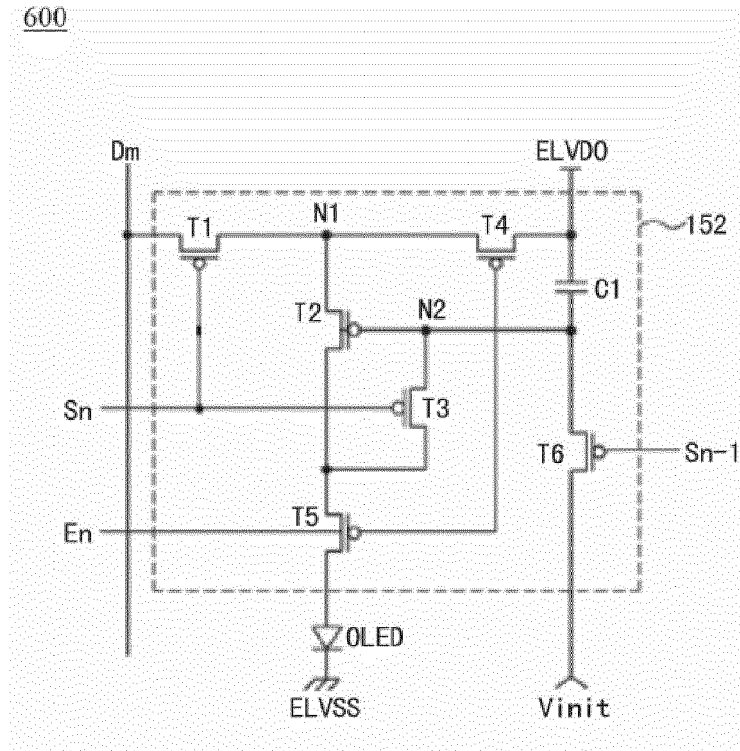 600
Dm
ELVDO
T1
N1
T4
152
C1
T2
N2
Sn
T3
T6
Sn-1
T5
En
OLED
ELVSS
Vinit